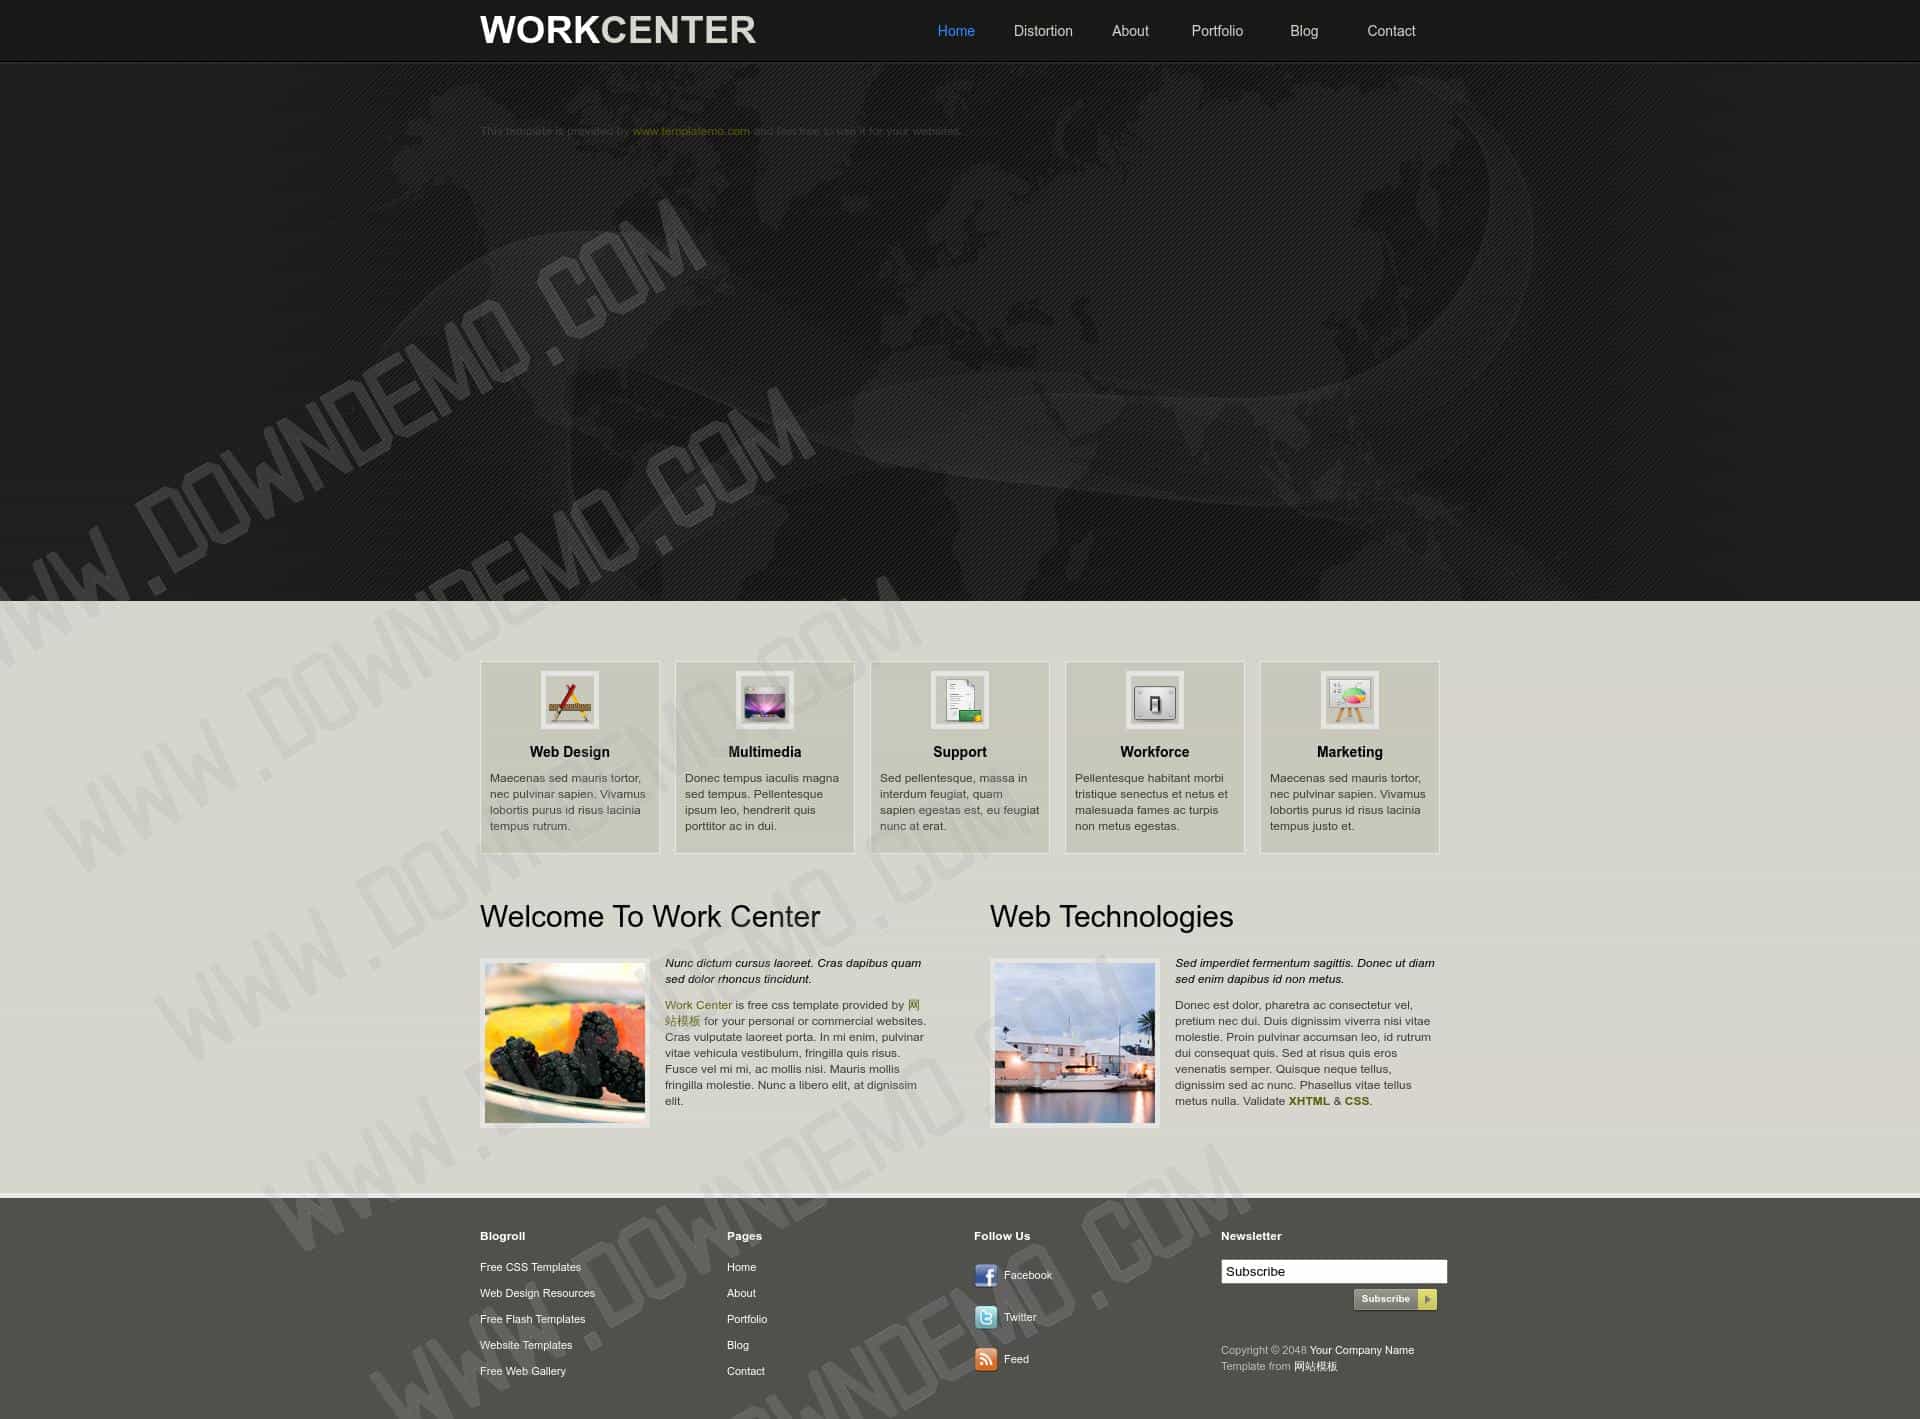 WORKCENTER
Home
Distortion
About
Portfolio
Blog
Contact
This template is provided by www.templatemo.com and feel free to use it for your websites.
WWW.DOWNDEMO.COM
WWW.DOWNDEMO.COM
WWW.DOWNDEMO.COM
WWW.DOWNDEMO.COM
WWW.DOWNDEMO.COM
Web Design
Maecenas sed mauris tortor,
nec pulvinar sapien. Vivamus
lobortis purus id risus lacinia
tempus rutrum.
Multimedia
Donec tempus iaculis magna
sed tempus. Pellentesque
ipsum leo, hendrerit quis
porttitor ac in dui.
Support
Sed pellentesque, massa in
interdum feugiat, quam
sapien egestas est, eu feugiat
nunc at erat.
Workforce
Pellentesque habitant morbi
tristique senectus et netus et
malesuada fames ac turpis
non metus egestas.
Marketing
Maecenas sed mauris tortor,
nec pulvinar sapien. Vivamus
lobortis purus id risus lacinia
tempus justo et.
Welcome To Work Center
Nunc dictum cursus laoreet. Cras dapibus quam
sed dolor rhoncus tincidunt.
Work Center is free css template provided by 网
站模板 for your personal or commercial websites.
Cras vulputate laoreet porta. In mi enim, pulvinar
vitae vehicula vestibulum, fringilla quis risus.
Fusce vel mi mi, ac mollis nisi. Mauris mollis
fringilla molestie. Nunc a libero elit, at dignissim
elit.
Web Technologies
Sed imperdiet fermentum sagittis. Donec ut diam
sed enim dapibus id non metus.
Donec est dolor, pharetra ac consectetur vel,
pretium nec dui. Duis dignissim viverra nisi vitae
molestie. Proin pulvinar accumsan leo, id rutrum
dui consequat quis. Sed at risus quis eros
venenatis semper. Quisque neque tellus,
dignissim sed ac nunc. Phasellus vitae tellus
metus nulla. Validate XHTML & CSS.
Blogroll
Free CSS Templates
Web Design Resources
Free Flash Templates
Website Templates
Free Web Gallery
Pages
Home
About
Portfolio
Blog
Contact
Follow Us
Facebook
Twitter
Feed
Newsletter
Subscribe
Subscribe
Copyright © 2048 Your Company Name
Template from 网站模板